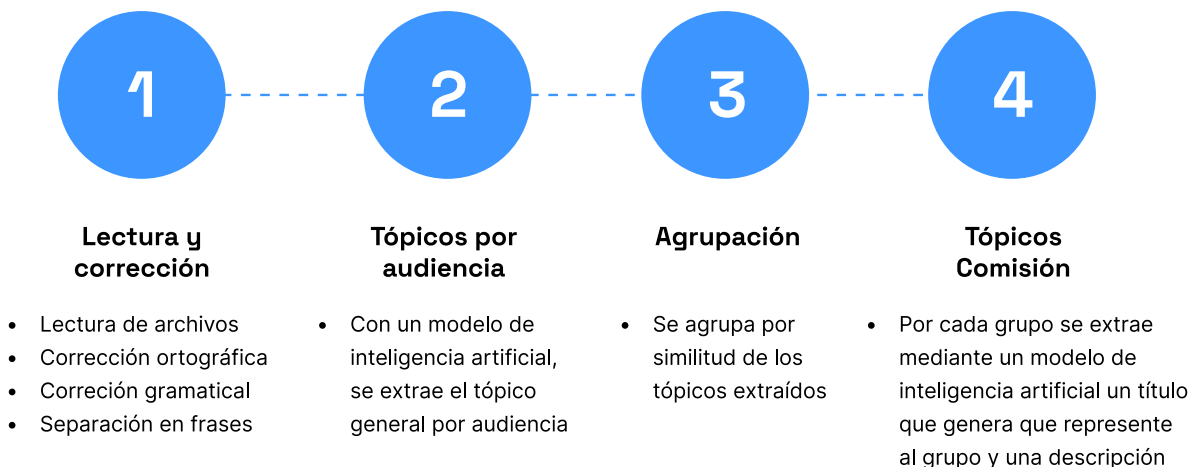 1
2
3
4
Lectura y
corrección
• Lectura de archivos
• Corrección ortográfica
• Correción gramatical
• Separación en frases
Tópicos por
audiencia
• Con un modelo de
inteligencia artificial,
se extrae el tópico
general por audiencia
Agrupación
• Se agrupa por
similitud de los
tópicos extraídos
Tópicos
Comisión
• Por cada grupo se extrae
mediante un modelo de
inteligencia artificial un título
que genera que represente
al grupo y una descripción